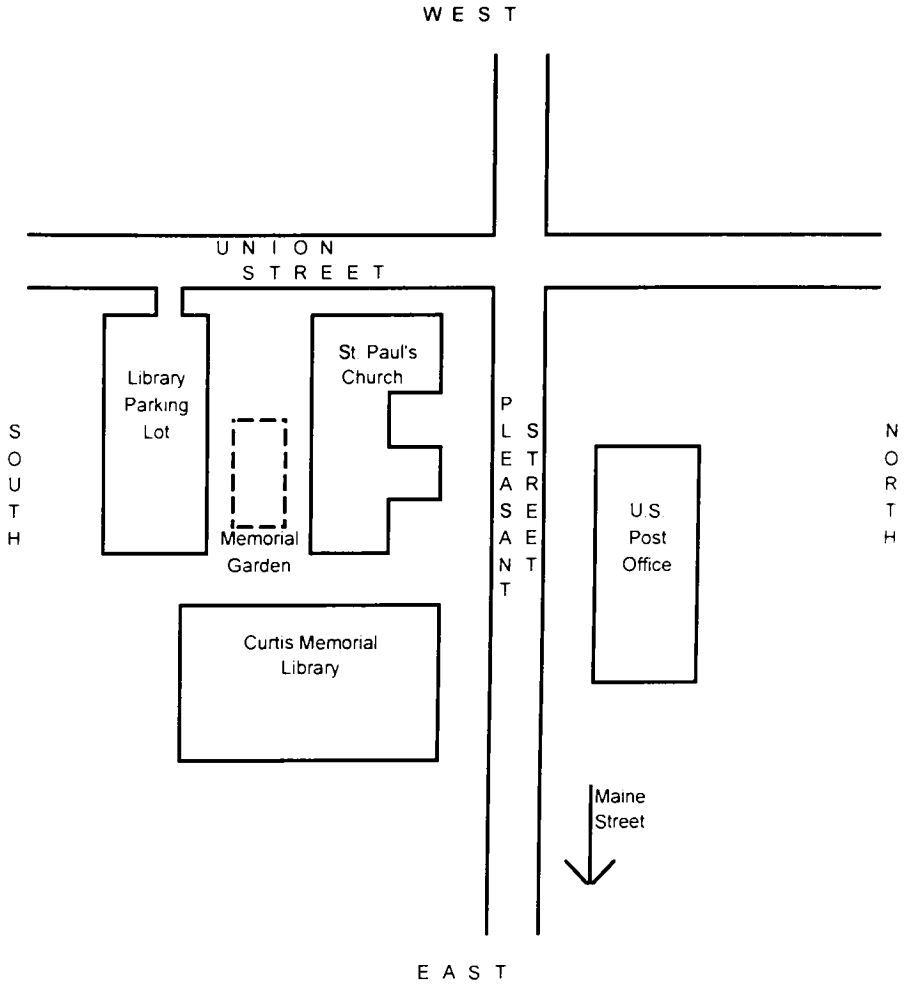 WEST
UNION
STREET
St. Paul's
Church
Library
Parking
Lot
PLEASANT
STREET
SOUTH
NORTH
U.S.
Post
Office
Memorial
Garden
Curtis Memorial
Library
Maine
Street
EAST